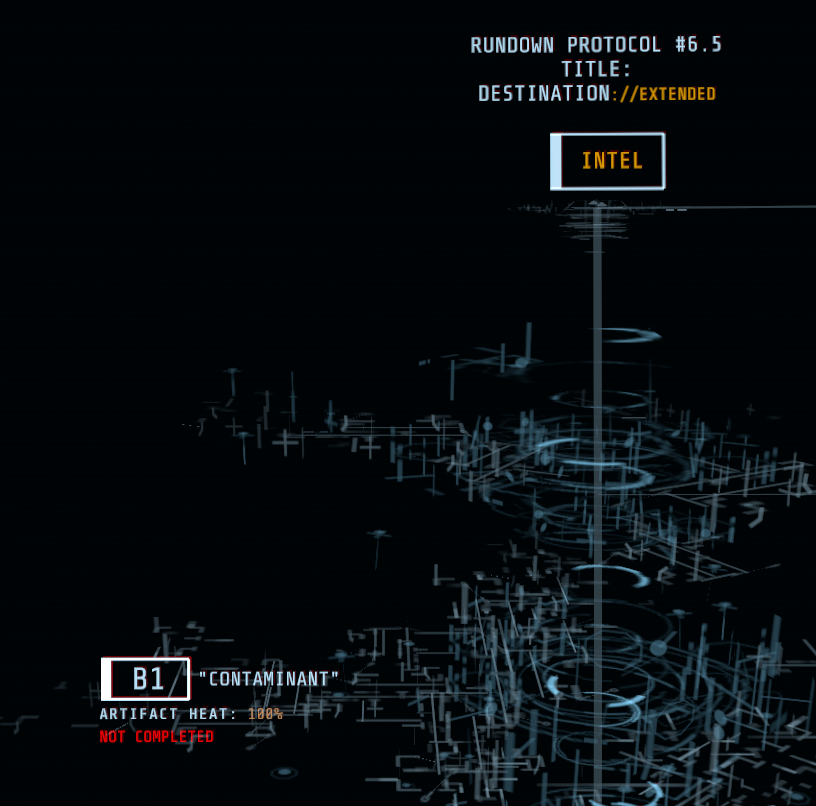 RUNDOWN PROTOCOL #6.5
TITLE:
DESTINATION://EXTENDED
INTEL
B1 "CONTAMINANT"
ARTIFACT HEAT: 100%
NOT COMPLETED